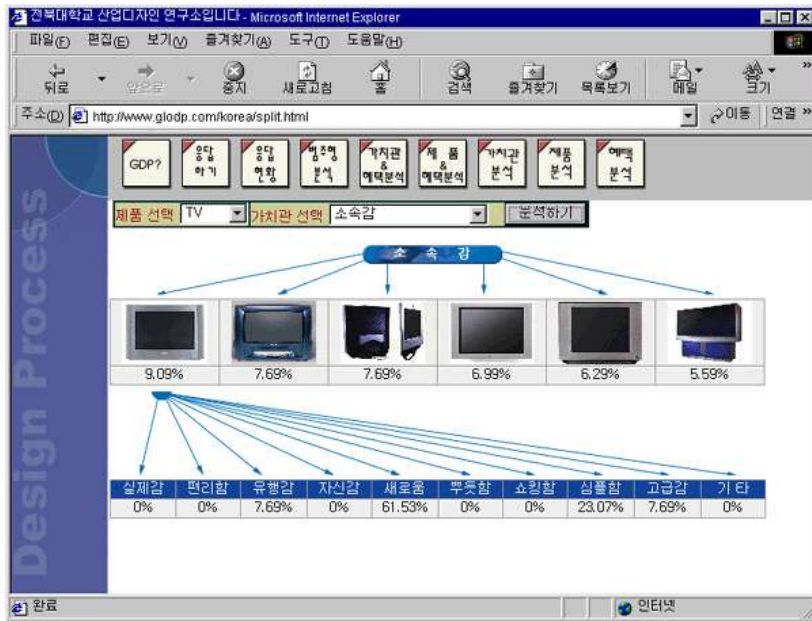 전북대학교 산업디자인 연구소입니다 - Microsoft Internet Explorer
파일(F) 편집(E) 보기(V) 즐겨찾기(A) 도구(T) 도움말(H)
뒤로 앞으로 중지 새로고침 홈 검색 즐겨찾기 목록보기 메일 크기 »
주소(D) http://www.glodp.com/korea/split.html 이동 연결 »
GDP? 응답하기 응답현황 범주형분석 가치관&혜택분석 제품&혜택분석 가치관분석 제품분석 혜택분석
제품 선택 TV 가치관 선택 소속감 분석하기
Design Process
소 속 감
9.09% 7.69% 7.69% 6.99% 6.29% 5.59%
실제감 편리함 유행감 자신감 새로움 뿌듯함 쇼킹함 심플함 고급감 기 타
0% 0% 7.69% 0% 61.53% 0% 0% 23.07% 7.69% 0%
완료 인터넷